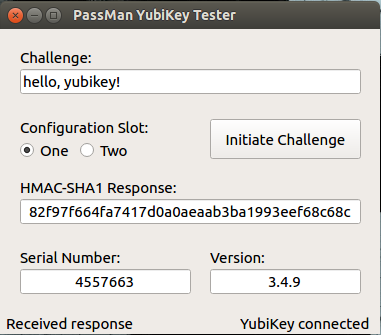 PassMan YubiKey Tester
Challenge:
hello, yubikey!
Configuration Slot:
One Two
Initiate Challenge
HMAC-SHA1 Response:
82f97f664fa7417d0a0aeaab3ba1993eef68c68c
Serial Number: Version:
4557663 3.4.9
Received response YubiKey connected